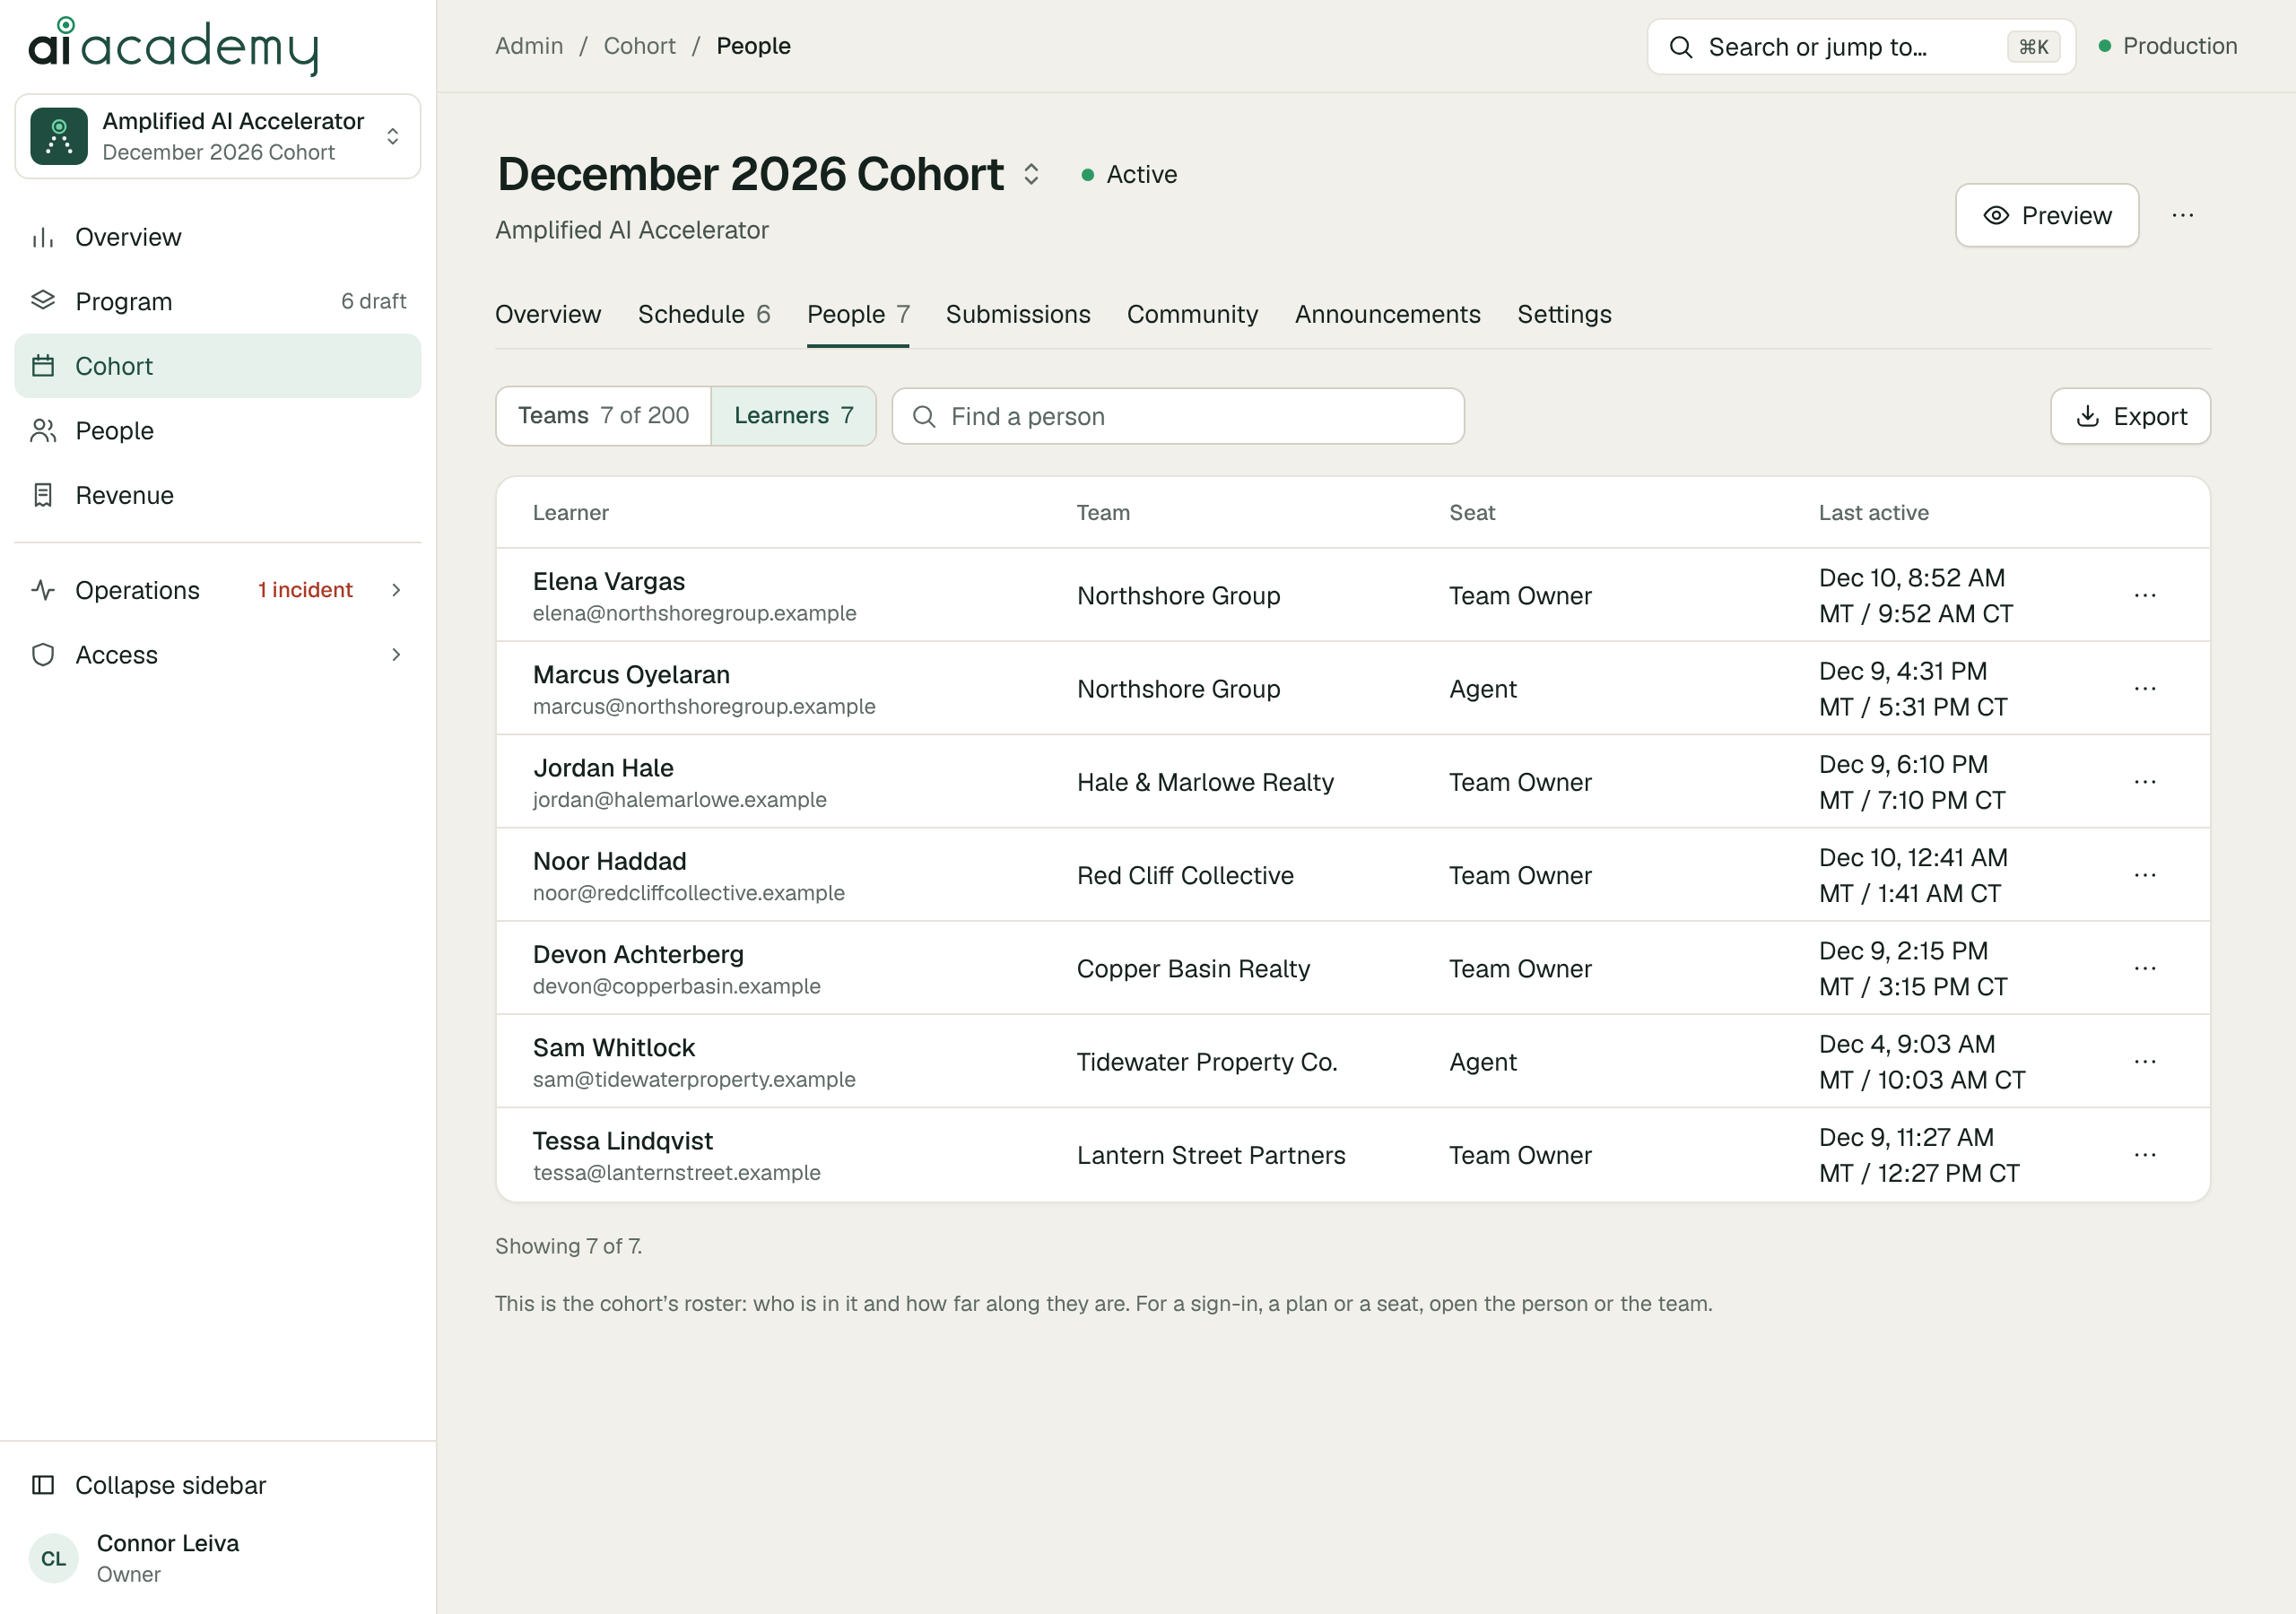 ai academy
Amplified AI Accelerator
December 2026 Cohort
Overview
Program 6 draft
Cohort
People
Revenue
Operations 1 incident
Access
Collapse sidebar
CL
Connor Leiva
Owner
Admin / Cohort / People
Search or jump to… ⌘K
Production
December 2026 Cohort
Active
Amplified AI Accelerator
Preview
Overview Schedule 6 People 7 Submissions Community Announcements Settings
Teams 7 of 200 Learners 7
Find a person
Export
Learner Team Seat Last active
Elena Vargas
elena@northshoregroup.example
Northshore Group
Team Owner
Dec 10, 8:52 AM
MT / 9:52 AM CT
Marcus Oyelaran
marcus@northshoregroup.example
Northshore Group
Agent
Dec 9, 4:31 PM
MT / 5:31 PM CT
Jordan Hale
jordan@halemarlowe.example
Hale & Marlowe Realty
Team Owner
Dec 9, 6:10 PM
MT / 7:10 PM CT
Noor Haddad
noor@redcliffcollective.example
Red Cliff Collective
Team Owner
Dec 10, 12:41 AM
MT / 1:41 AM CT
Devon Achterberg
devon@copperbasin.example
Copper Basin Realty
Team Owner
Dec 9, 2:15 PM
MT / 3:15 PM CT
Sam Whitlock
sam@tidewaterproperty.example
Tidewater Property Co.
Agent
Dec 4, 9:03 AM
MT / 10:03 AM CT
Tessa Lindqvist
tessa@lanternstreet.example
Lantern Street Partners
Team Owner
Dec 9, 11:27 AM
MT / 12:27 PM CT
Showing 7 of 7.
This is the cohort’s roster: who is in it and how far along they are. For a sign-in, a plan or a seat, open the person or the team.